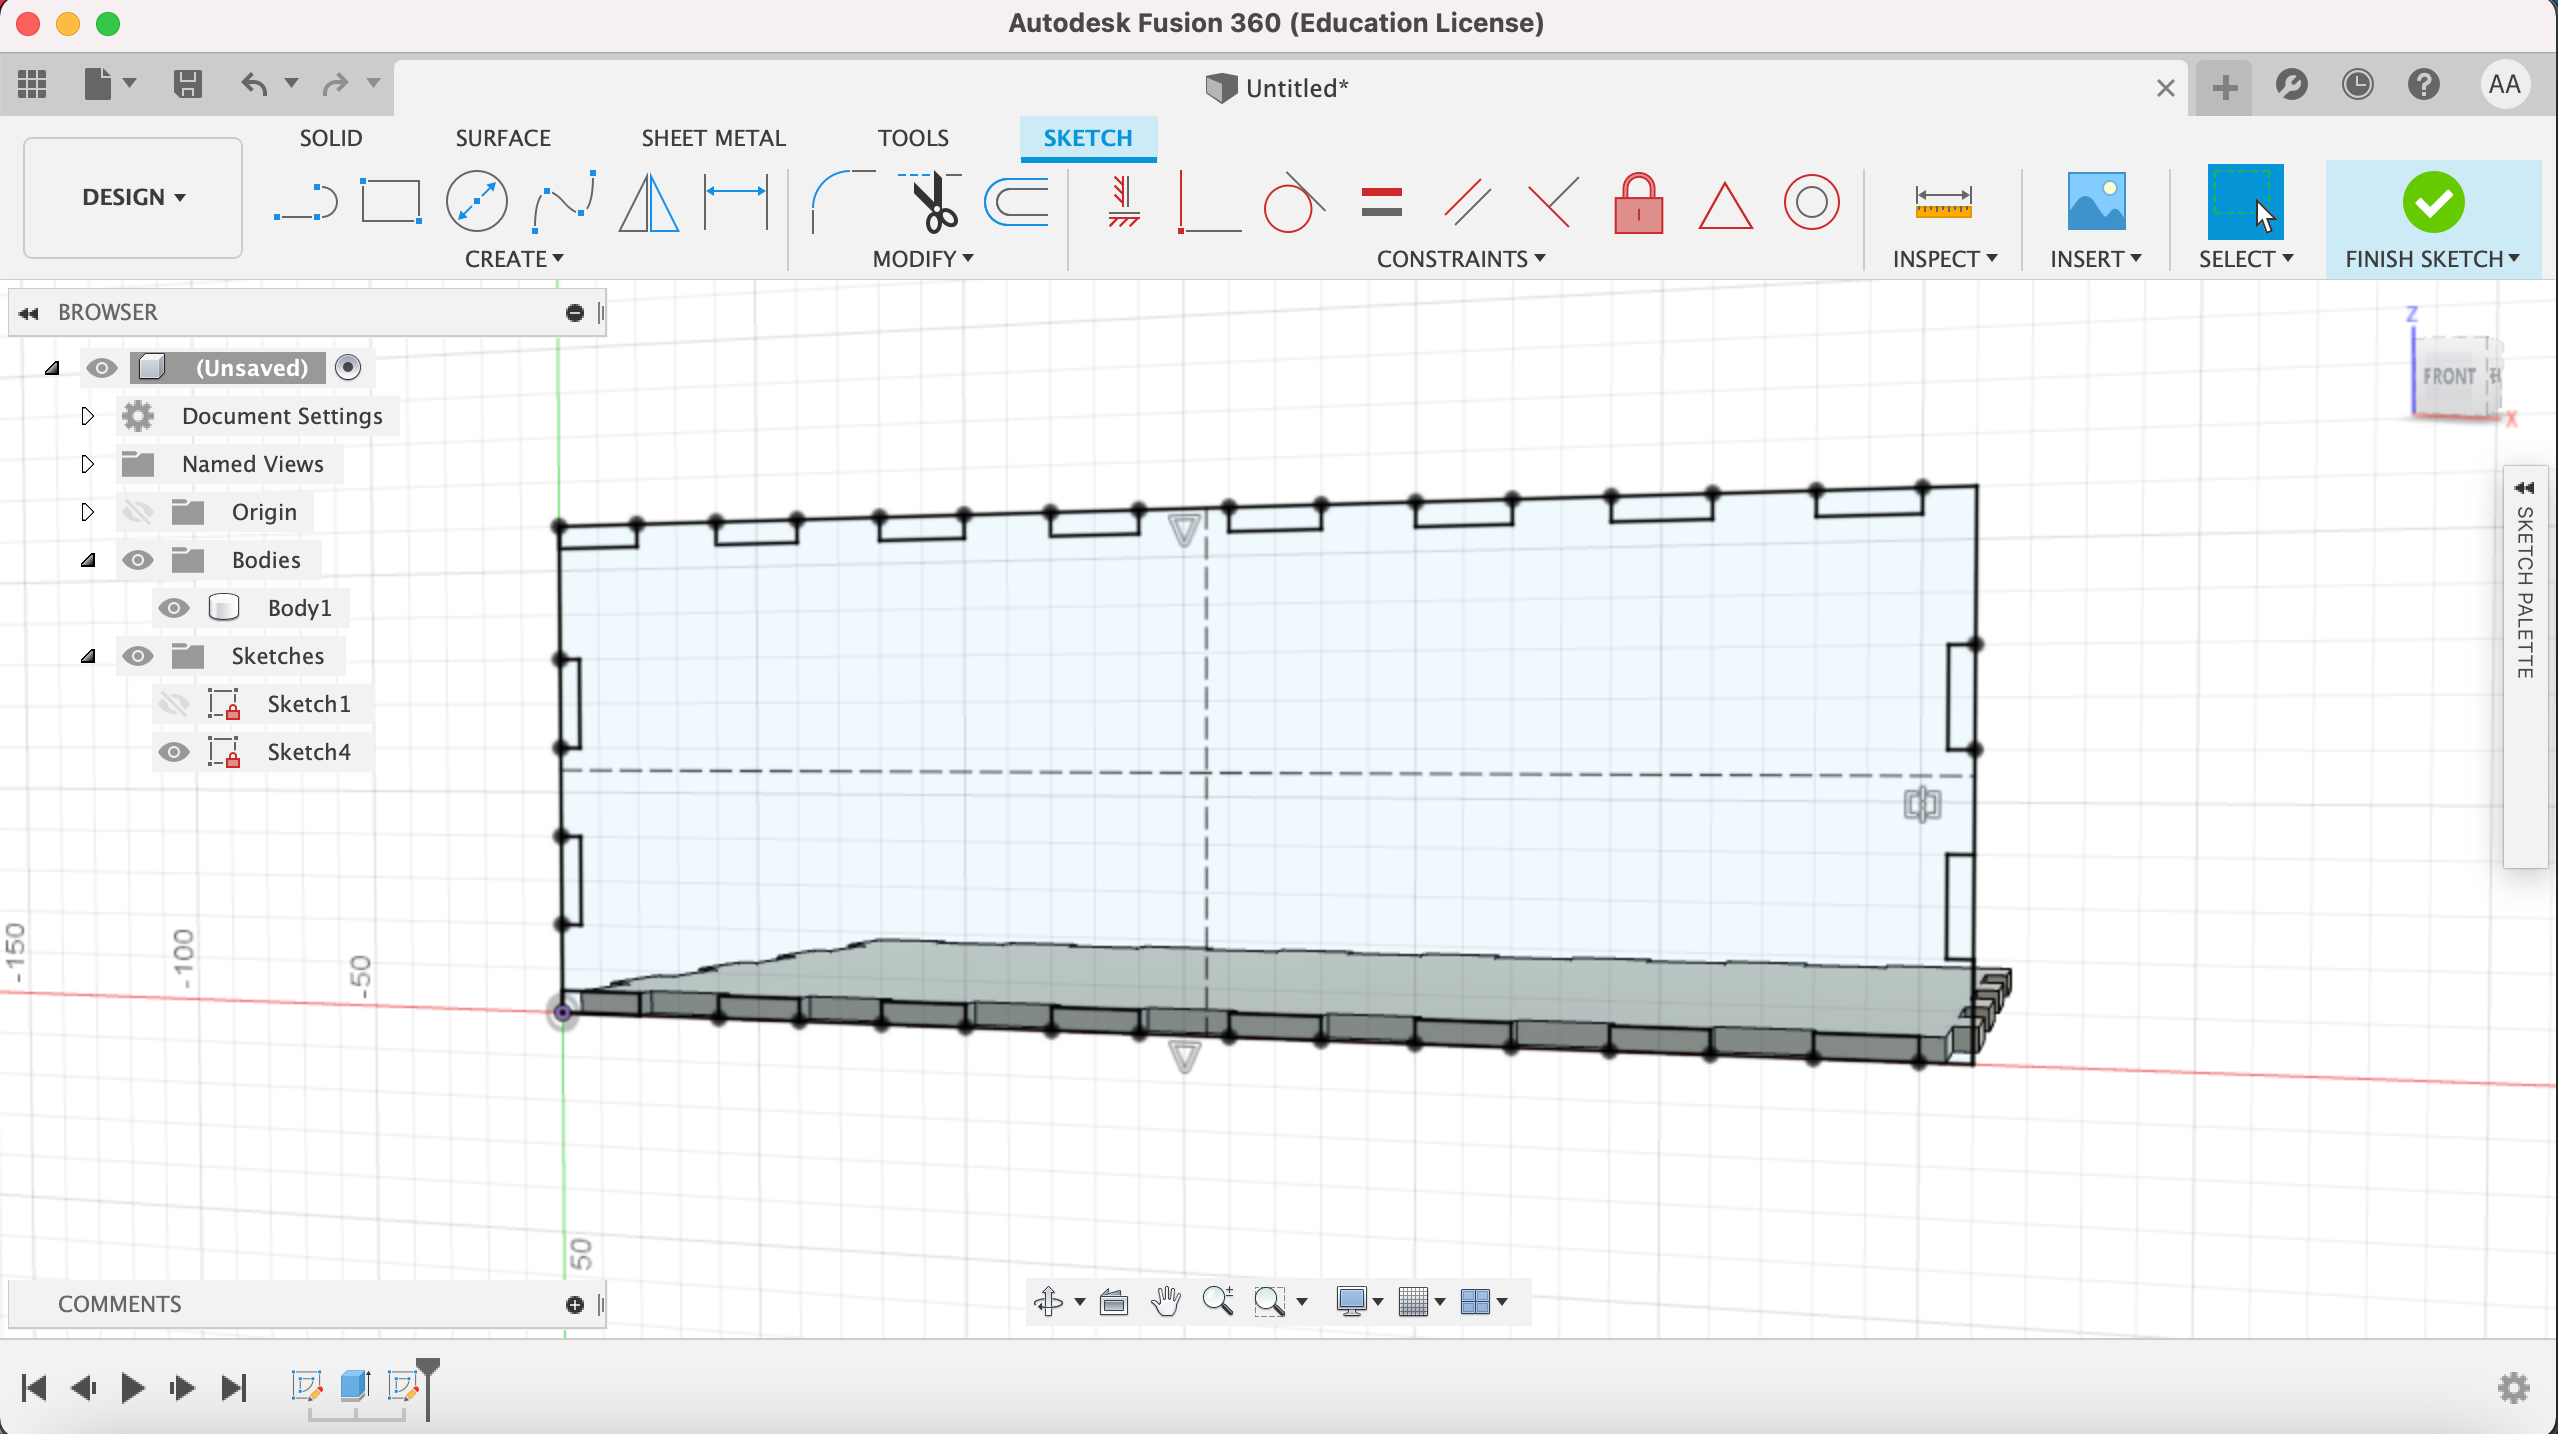 Autodesk Fusion 360 (Education License)
Untitled*
AA
SOLID
SURFACE
SHEET METAL
TOOLS
SKETCH
DESIGN
CREATE
MODIFY
CONSTRAINTS
INSPECT
INSERT
SELECT
FINISH SKETCH
BROWSER
(Unsaved)
Document Settings
Named Views
Origin
Bodies
Body1
Sketches
Sketch1
Sketch4
Z
FRONT
X
SKETCH PALETTE
-150
-100
-50
50
COMMENTS